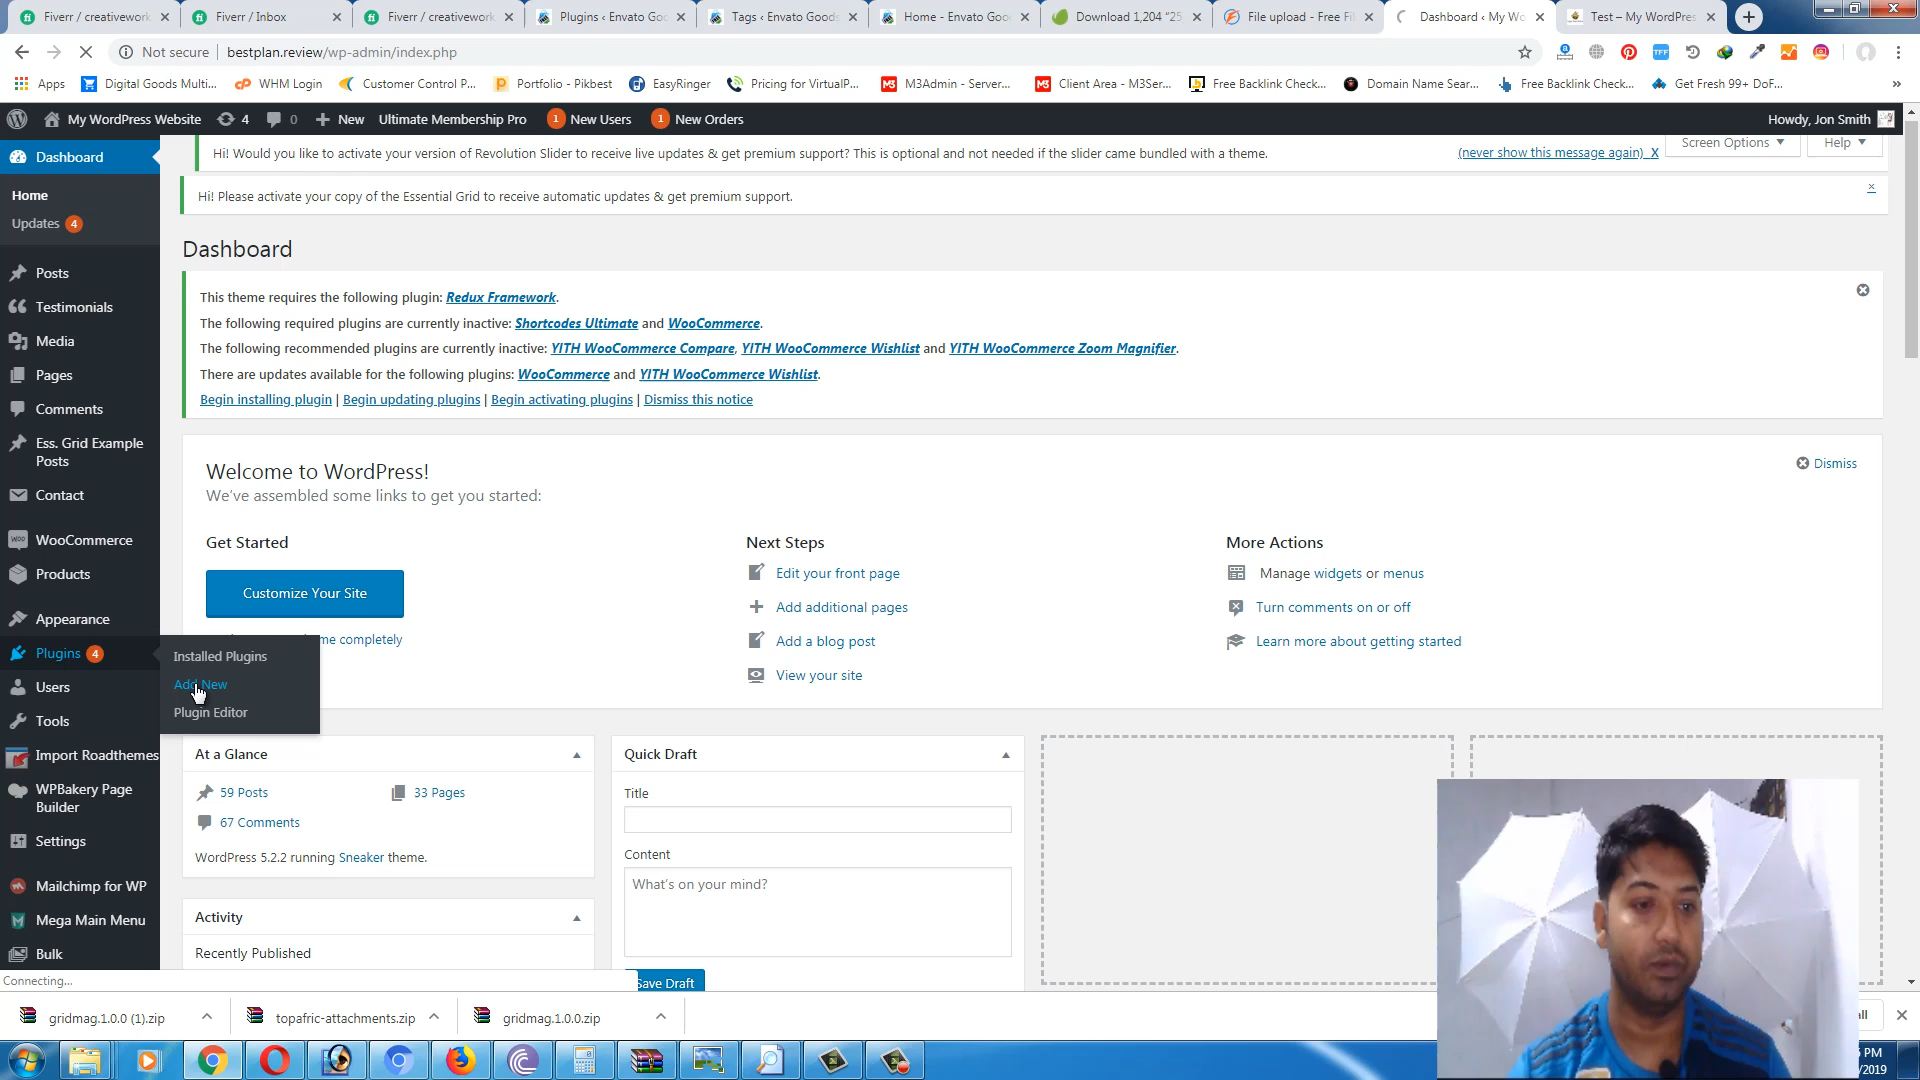 Fiverr / creativework
Fiverr / Inbox
Fiverr / creativework
Plugins ‹ Envato Goo
Tags ‹ Envato Goods
Home - Envato Goo
Download 1,204 "25
File upload - Free Fi
Dashboard ‹ My Wo
Test – My WordPres
Not secure
bestplan.review/wp-admin/index.php
Apps
Digital Goods Multi...
WHM Login
Customer Control P...
Portfolio - Pikbest
EasyRinger
Pricing for VirtualP...
M3Admin - Server...
Client Area - M3Ser...
Free Backlink Check...
Domain Name Sear...
Free Backlink Check...
Get Fresh 99+ DoF...
My WordPress Website
4
0
New
Ultimate Membership Pro
1 New Users
1 New Orders
Howdy, Jon Smith
Dashboard
Home
Updates 4
Posts
Testimonials
Media
Pages
Comments
Ess. Grid Example
Posts
Contact
WooCommerce
Products
Appearance
Plugins 4
Users
Tools
Import Roadthemes
WPBakery Page
Builder
Settings
Mailchimp for WP
Mega Main Menu
Bulk
Installed Plugins
Add New
Plugin Editor
Hi! Would you like to activate your version of Revolution Slider to receive live updates & get premium support? This is optional and not needed if the slider came bundled with a theme.
(never show this message again) X
Screen Options
Help
Hi! Please activate your copy of the Essential Grid to receive automatic updates & get premium support.
Dashboard
This theme requires the following plugin: Redux Framework.
The following required plugins are currently inactive: Shortcodes Ultimate and WooCommerce.
The following recommended plugins are currently inactive: YITH WooCommerce Compare, YITH WooCommerce Wishlist and YITH WooCommerce Zoom Magnifier.
There are updates available for the following plugins: WooCommerce and YITH WooCommerce Wishlist.
Begin installing plugin | Begin updating plugins | Begin activating plugins | Dismiss this notice
Welcome to WordPress!
Dismiss
We've assembled some links to get you started:
Get Started
Customize Your Site
me completely
Next Steps
Edit your front page
Add additional pages
Add a blog post
View your site
More Actions
Manage widgets or menus
Turn comments on or off
Learn more about getting started
At a Glance
59 Posts
33 Pages
67 Comments
WordPress 5.2.2 running Sneaker theme.
Activity
Recently Published
Quick Draft
Title
Content
What's on your mind?
Save Draft
Connecting...
gridmag.1.0.0 (1).zip
topafric-attachments.zip
gridmag.1.0.0.zip
all
PM
/2019